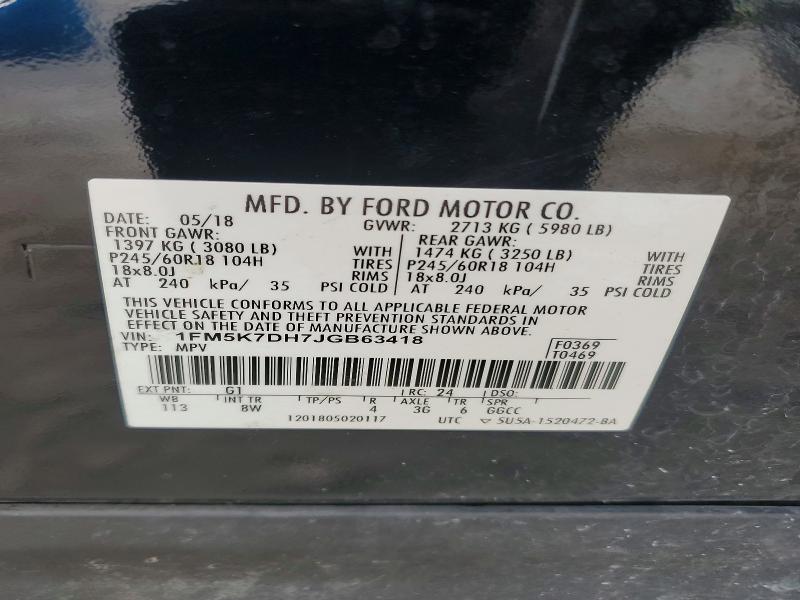 MFD. BY FORD MOTOR CO.
DATE: 05/18 GVWR: 2713 KG ( 5980 LB)
FRONT GAWR: REAR GAWR:
1397 KG ( 3080 LB) WITH 1474 KG ( 3250 LB) WITH
P245/60R18 104H TIRES P245/60R18 104H TIRES
18x8.0J RIMS 18x8.0J RIMS
AT 240 kPa/ 35 PSI COLD AT 240 kPa/ 35 PSI COLD
THIS VEHICLE CONFORMS TO ALL APPLICABLE FEDERAL MOTOR
VEHICLE SAFETY AND THEFT PREVENTION STANDARDS IN
EFFECT ON THE DATE OF MANUFACTURE SHOWN ABOVE.
VIN: 1FM5K7DH7JGB63418 F0369
TYPE: MPV T0469
EXT PNT: G1 RC: 24 DSO:
WB INT TR TP/PS R AXLE TR SPR
113 8W 4 3G 6 GGCC
1201805020117 UTC ▽ SU5A-1520472-BA